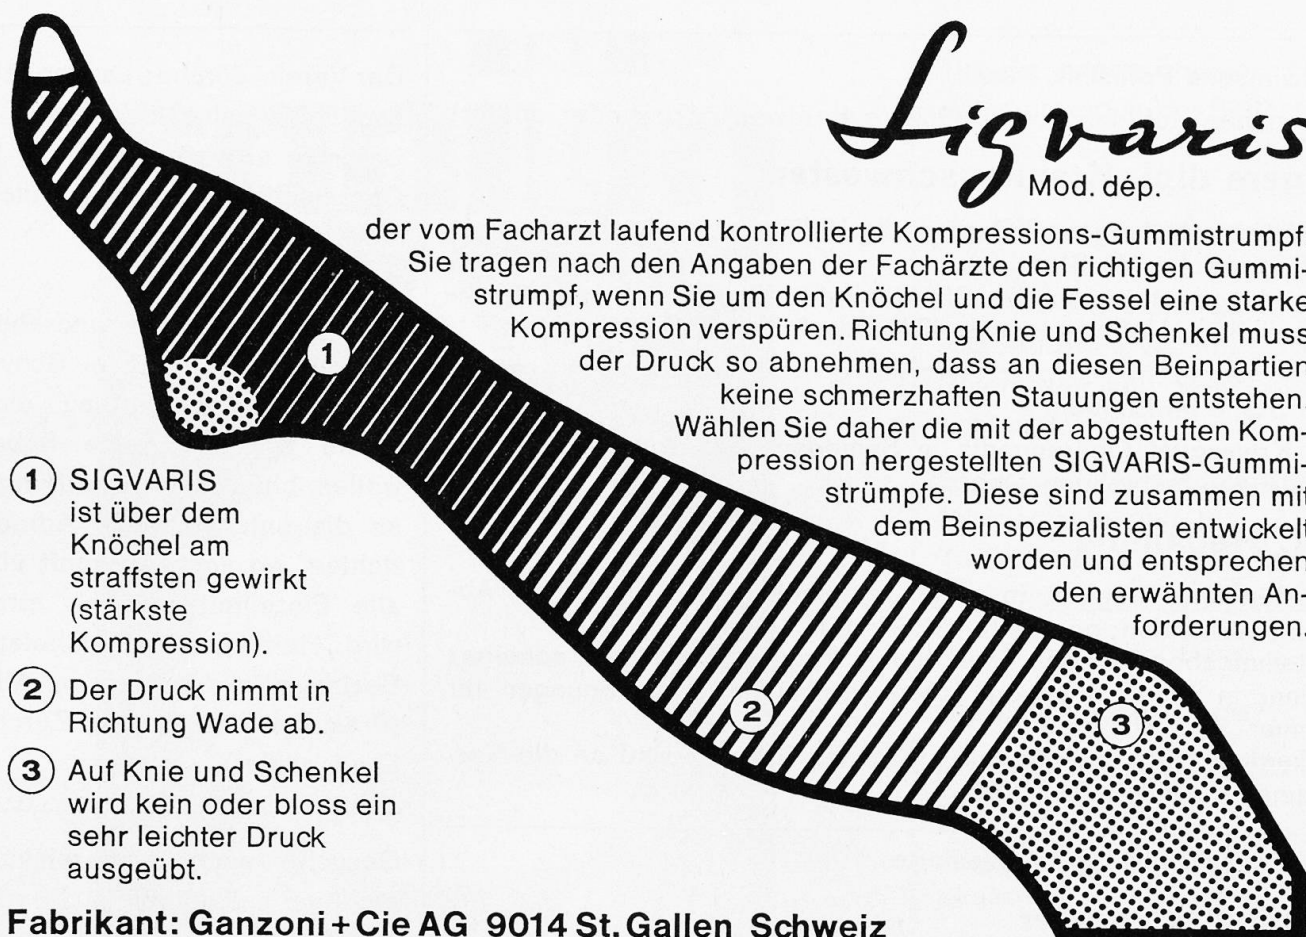 Sigvaris
Mod. dép.
der vom Facharzt laufend kontrollierte Kompressions-Gummistrumpf
Sie tragen nach den Angaben der Fachärzte den richtigen Gummi-
strumpf, wenn Sie um den Knöchel und die Fessel eine starke
Kompression verspüren. Richtung Knie und Schenkel muss
der Druck so abnehmen, dass an diesen Beinpartien
keine schmerzhaften Stauungen entstehen.
Wählen Sie daher die mit der abgestuften Kom-
pression hergestellten SIGVARIS-Gummi-
strümpfe. Diese sind zusammen mit
dem Beinspezialisten entwickelt
worden und entsprechen
den erwähnten An-
forderungen.
1
2
3
1 SIGVARIS
ist über dem
Knöchel am
straffsten gewirkt
(stärkste
Kompression).
2 Der Druck nimmt in
Richtung Wade ab.
3 Auf Knie und Schenkel
wird kein oder bloss ein
sehr leichter Druck
ausgeübt.
Fabrikant: Ganzoni+Cie AG 9014 St. Gallen Schweiz